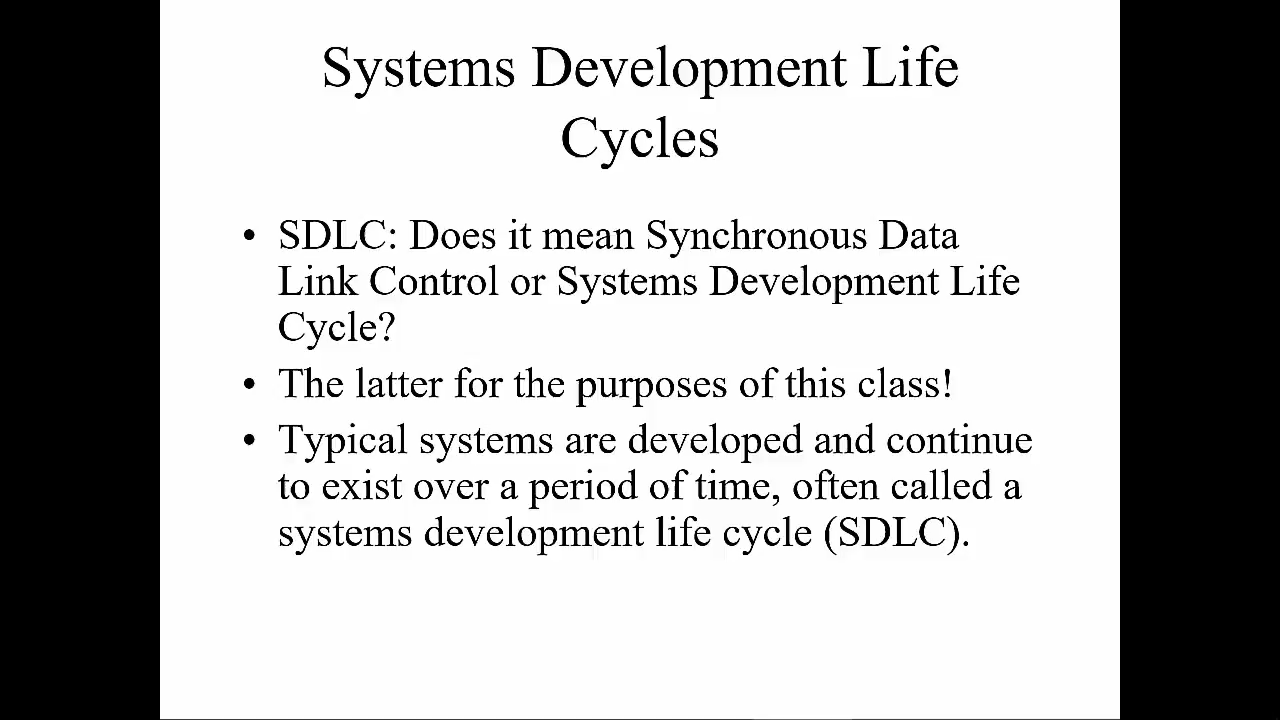 Systems Development Life
Cycles
• SDLC: Does it mean Synchronous Data
Link Control or Systems Development Life
Cycle?
• The latter for the purposes of this class!
• Typical systems are developed and continue
to exist over a period of time, often called a
systems development life cycle (SDLC).